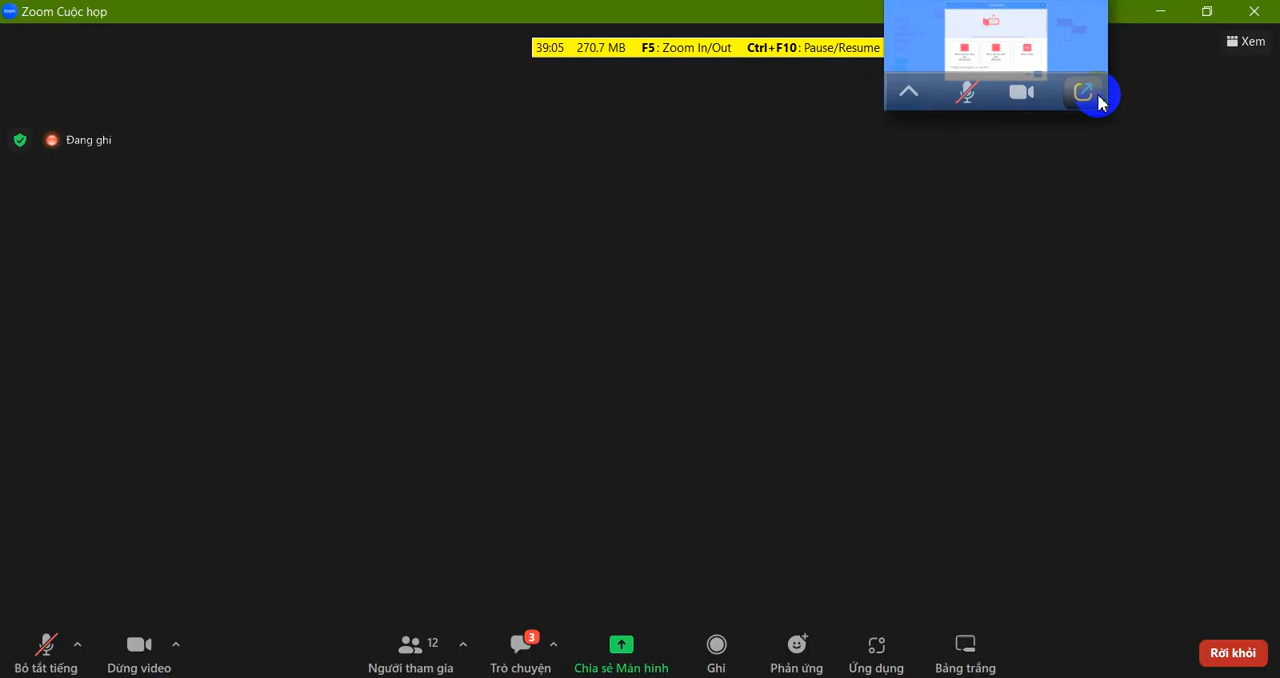 zoom Zoom Cuộc họp
39:05 270.7 MB F5: Zoom In/Out Ctrl+F10: Pause/Resume
Xem
Đang ghi
12
3
Bỏ tắt tiếng
Dừng video
Người tham gia
Trò chuyện
Chia sẻ Màn hình
Ghi
Phản ứng
Ứng dụng
Bảng trắng
Rời khỏi